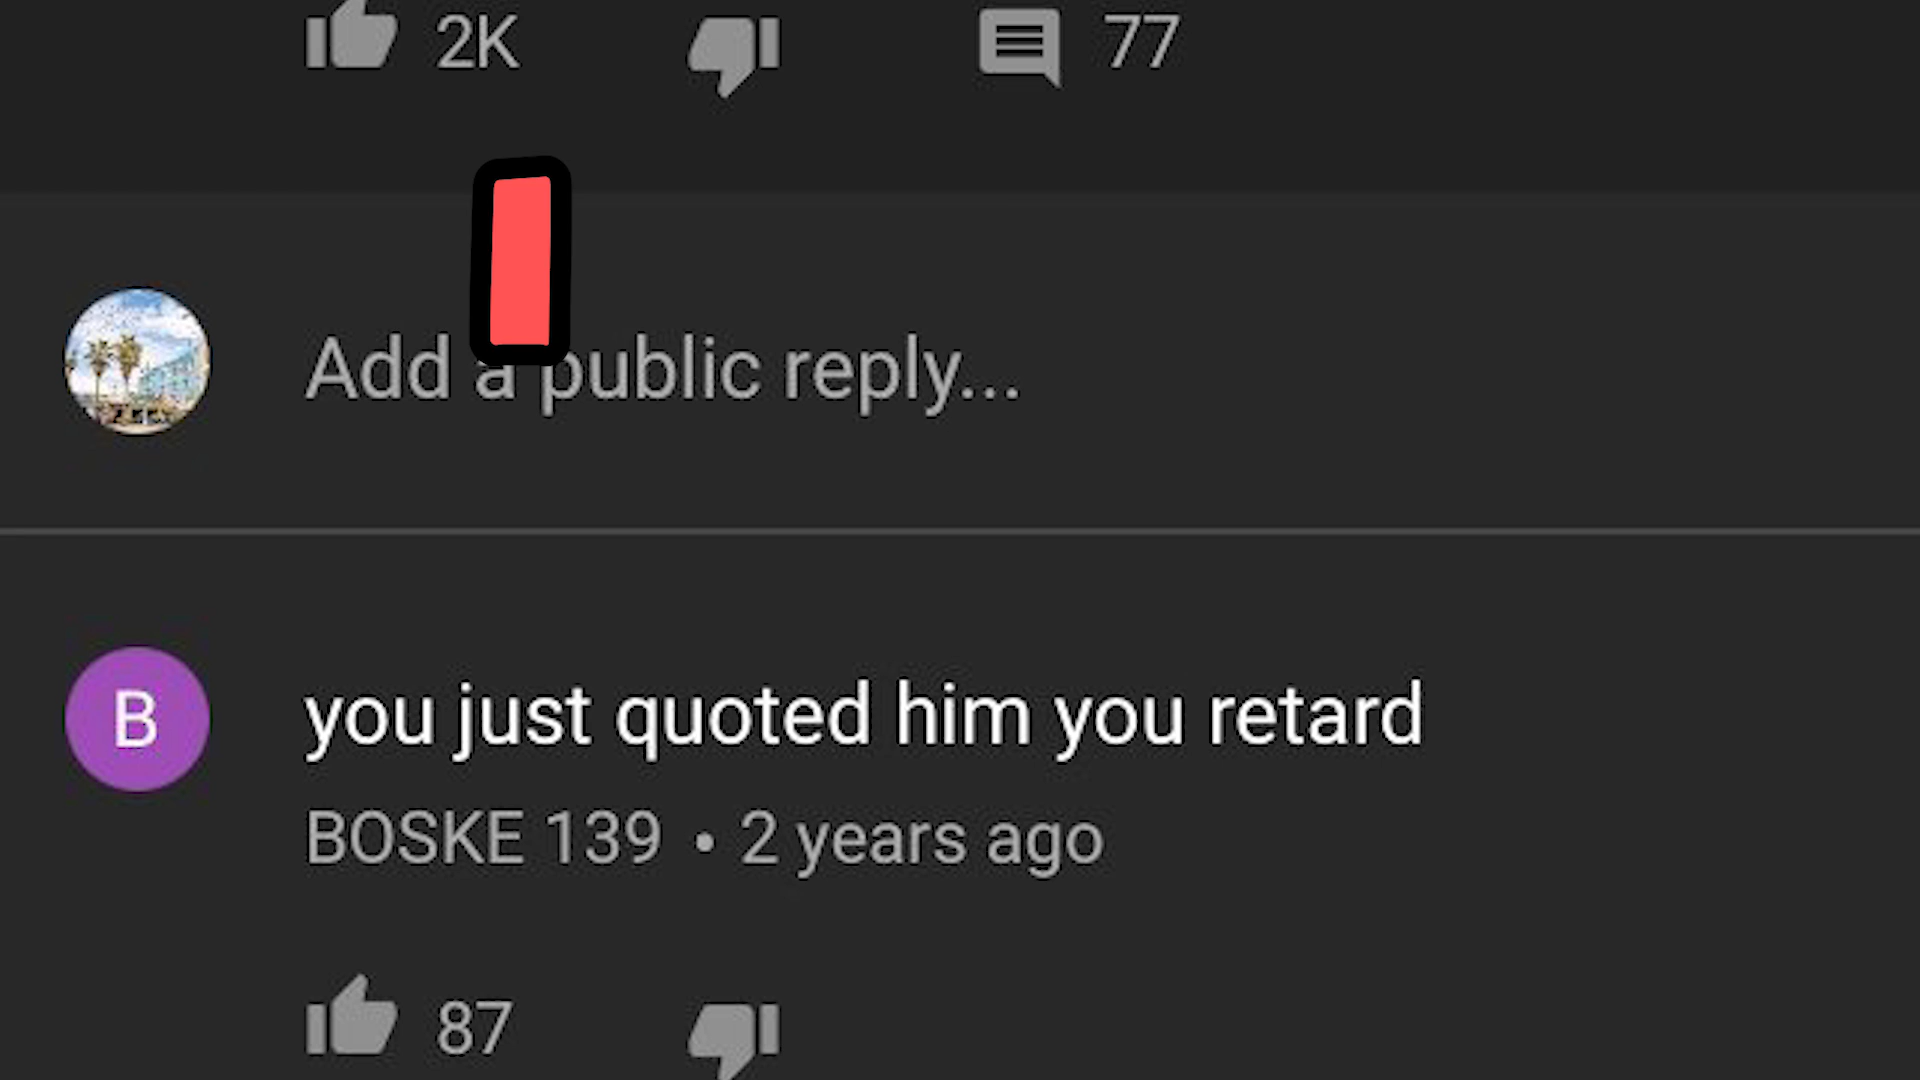 2K 77
Add a public reply...
B
you just quoted him you retard
BOSKE 139 • 2 years ago
87